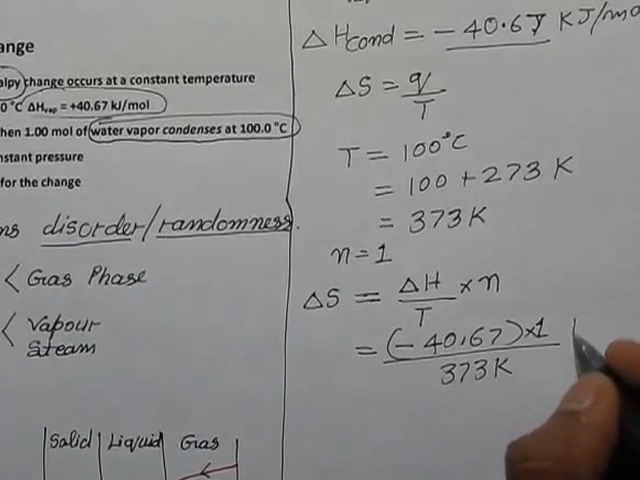 ange
alpy change occurs at a constant temperature
0 °C ΔHvap = +40.67 kJ/mol
hen 1.00 mol of water vapor condenses at 100.0 °C
nstant pressure
for the change
ns disorder/randomness.
< Gas Phase
< Vapour
Steam
Solid | Liquid | Gas
ΔHcond = - 40.67 KJ/mo
ΔS = q/T
T = 100°C
= 100 + 273 K
= 373 K
n = 1
ΔS = ΔH/T × n
= (- 40.67) × 1 / 373 K